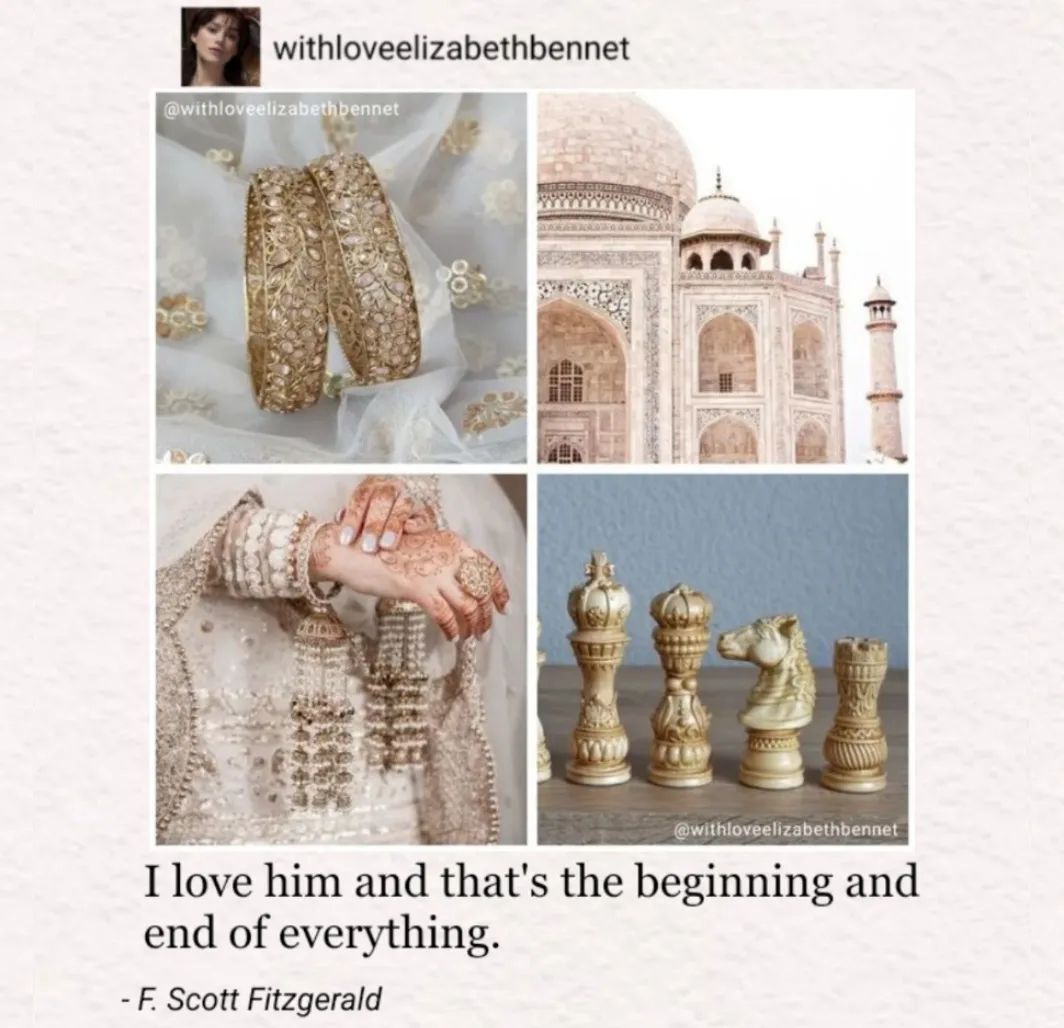 withloveelizabethbennet
@withloveelizabethbennet
@withloveelizabethbennet
I love him and that's the beginning and
end of everything.
- F. Scott Fitzgerald